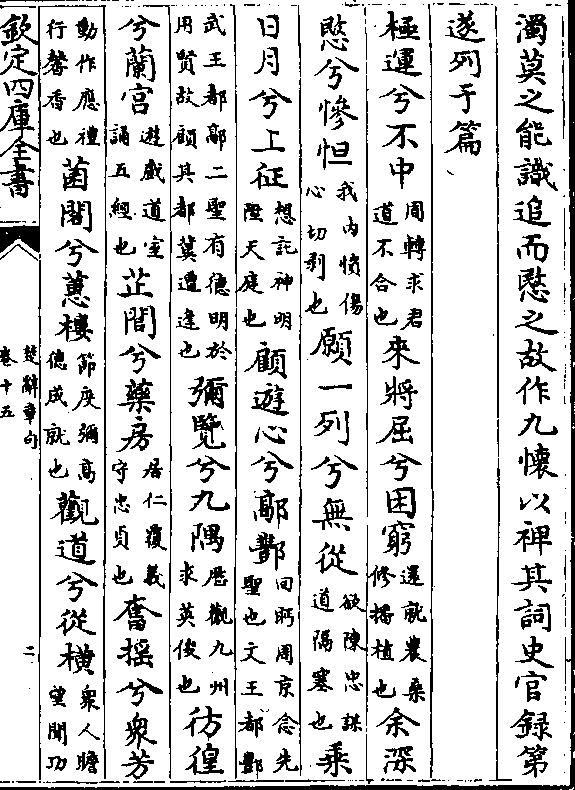 濁莫之能識追而愍之故作九懷以裨其詞史官録第
遂列于篇
極運兮不中周轉求君道不合也來將屈兮困窮還就農桑修播植也余深
愍兮慘怛我内憤傷心切剥也願一列兮無從欲陳忠謀道隔塞也乘
日月兮上征想託神明陞天庭也顧遊心兮鄗酆回眄周京念先聖也文王都酆
武王都鄗二聖有德明於用賢故顧其都冀遭逢也彌覽兮九隅歴觀九州求英俊也彷徨
兮蘭宫遊戲道室誦五經也芷閭兮藥房居仁履義守忠貞也奮揺兮衆芳
動作應禮行馨香也菌閣兮蕙樓節度彌高德成就也觀道兮從横衆人瞻望聞功
欽定四庫全書
楚辭章句
卷十五
二